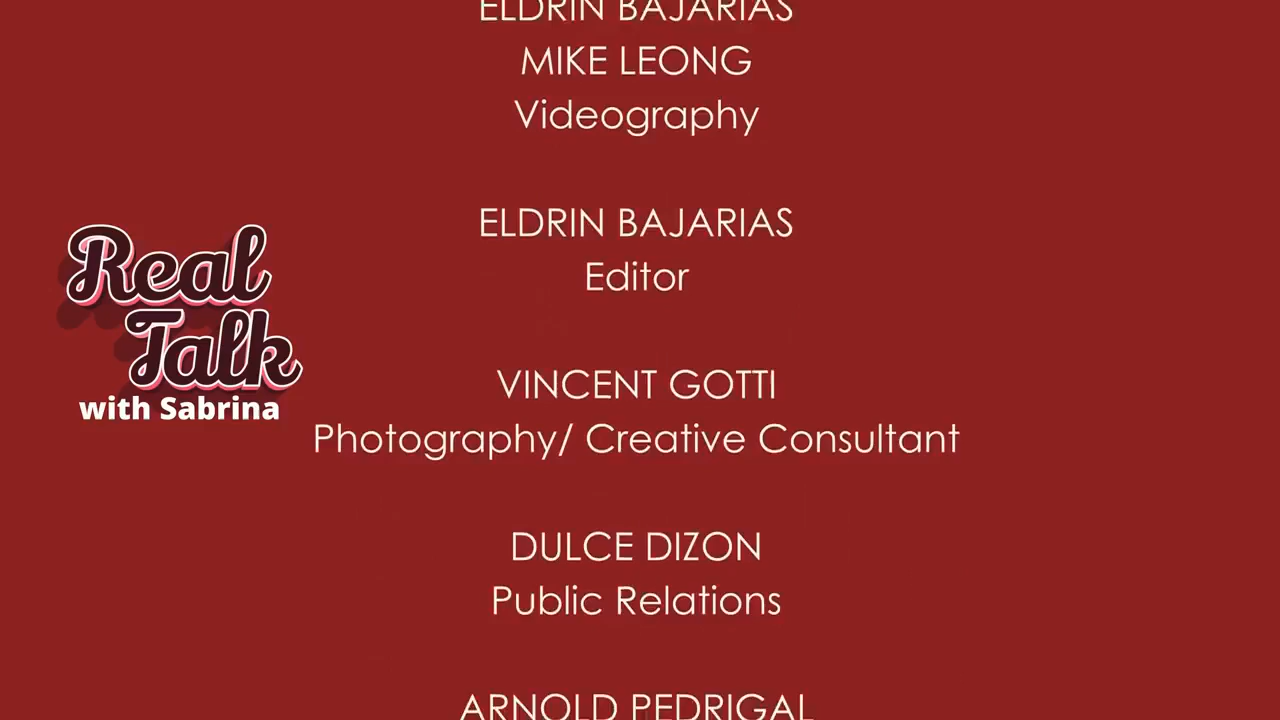 ELDRIN BAJARIAS
MIKE LEONG
Videography
ELDRIN BAJARIAS
Editor
Real
Talk
with Sabrina
VINCENT GOTTI
Photography/ Creative Consultant
DULCE DIZON
Public Relations
ARNOLD PEDRIGAL